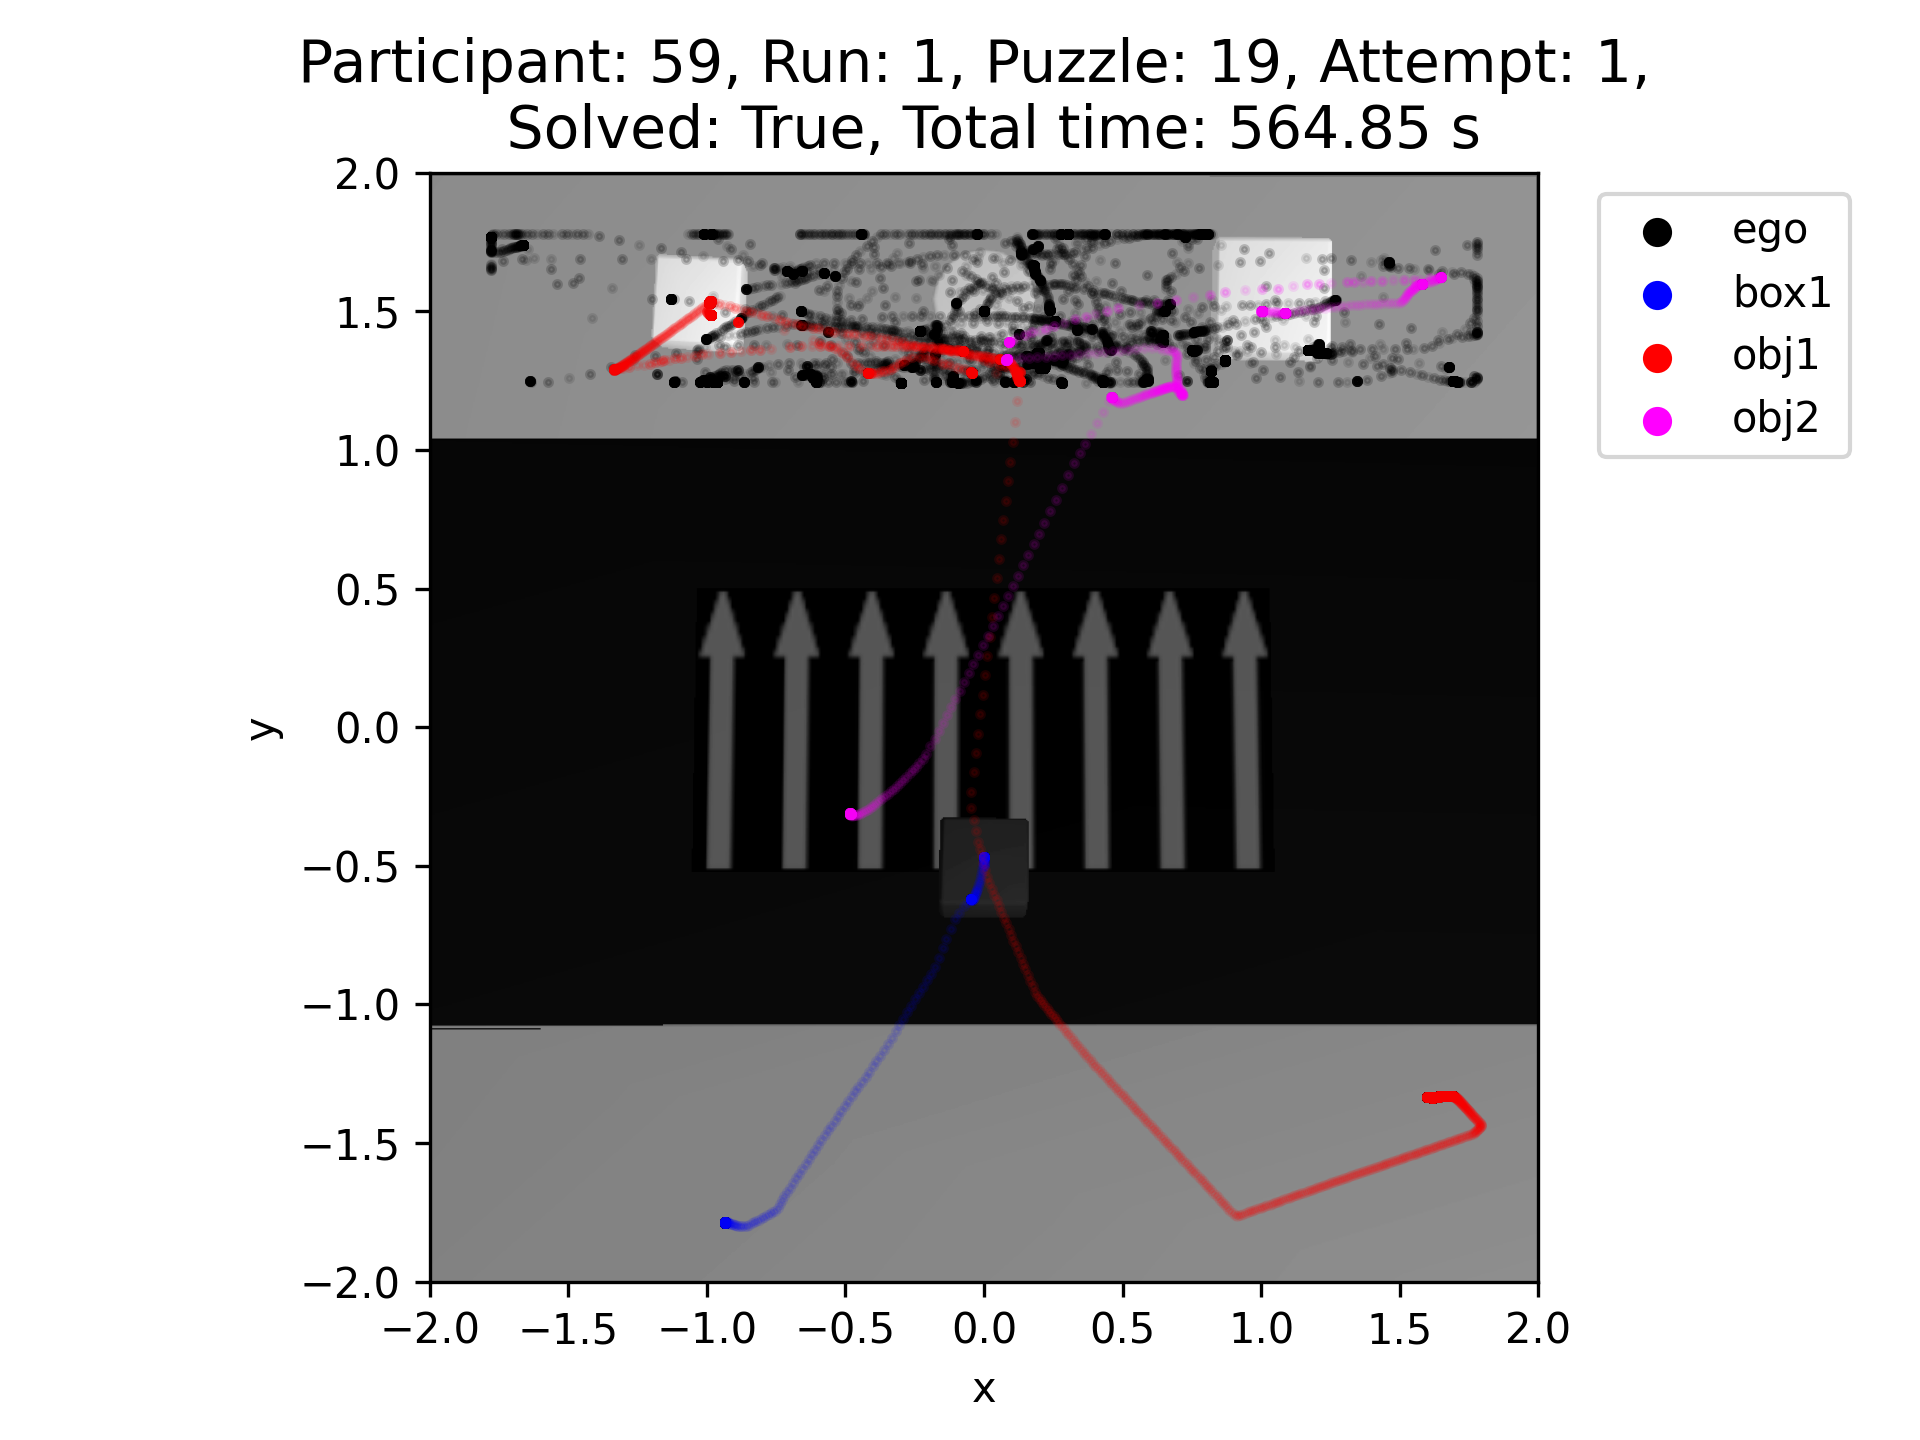 Participant: 59, Run: 1, Puzzle: 19, Attempt: 1,
Solved: True, Total time: 564.85 s
2.0
1.5
1.0
0.5
0.0
−0.5
−1.0
−1.5
−2.0
y
−2.0 −1.5 −1.0 −0.5 0.0 0.5 1.0 1.5 2.0
x
ego
box1
obj1
obj2